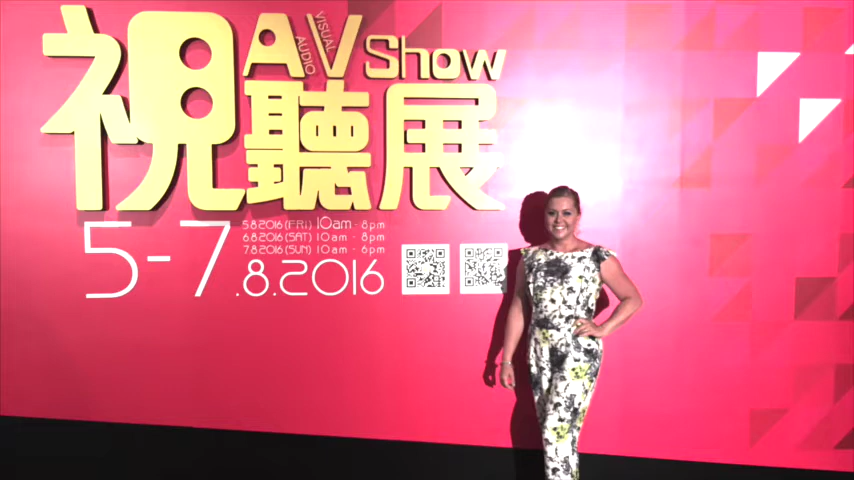 視聽展
AV Show
AUDIO VISUAL
5-7.8.2016
5.8.2016 (FRI) 10am - 8pm
6.8.2016 (SAT) 10am - 8pm
7.8.2016 (SUN) 10am - 6pm